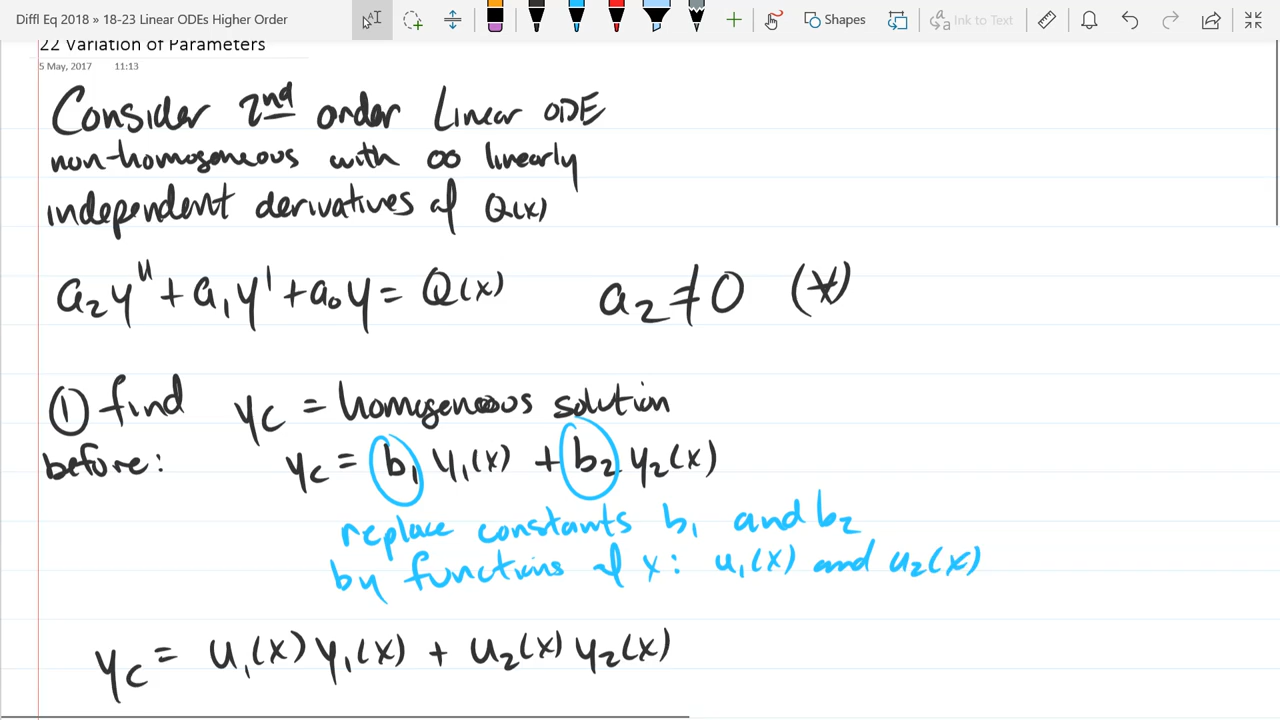 Diffl Eq 2018 » 18-23 Linear ODEs Higher Order
Shapes
Ink to Text
22 Variation of Parameters
5 May, 2017 11:13
Consider 2nd order Linear ODE
non-homogeneous with ∞ linearly
independent derivatives of Q(x)
a₂y'' + a₁y' + a₀y = Q(x) a₂ ≠ 0 (*)
① find yc = homogeneous solution
before: yc = b₁ y₁(x) + b₂ y₂(x)
replace constants b₁ and b₂
by functions of x: u₁(x) and u₂(x)
yc = u₁(x) y₁(x) + u₂(x) y₂(x)